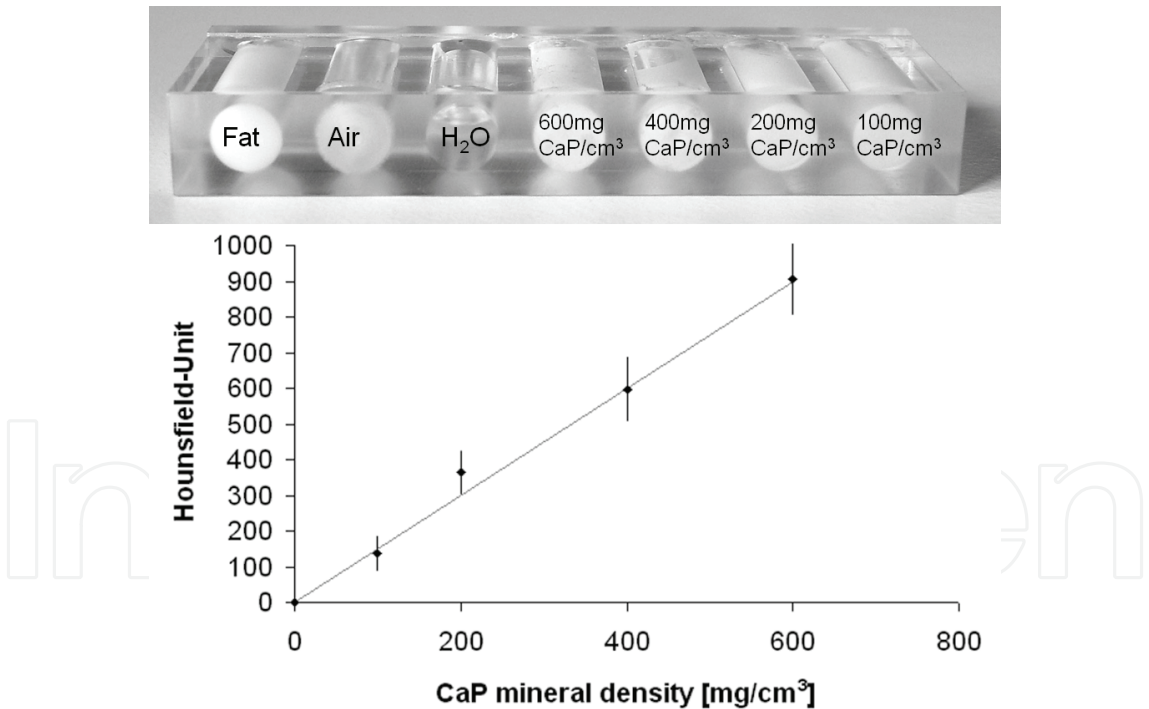 Fat
Air
H₂O
600mg
CaP/cm³
400mg
CaP/cm³
200mg
CaP/cm³
100mg
CaP/cm³
1000
900
800
700
600
500
400
300
200
100
0
Hounsfield-Unit
0 200 400 600 800
CaP mineral density [mg/cm³]